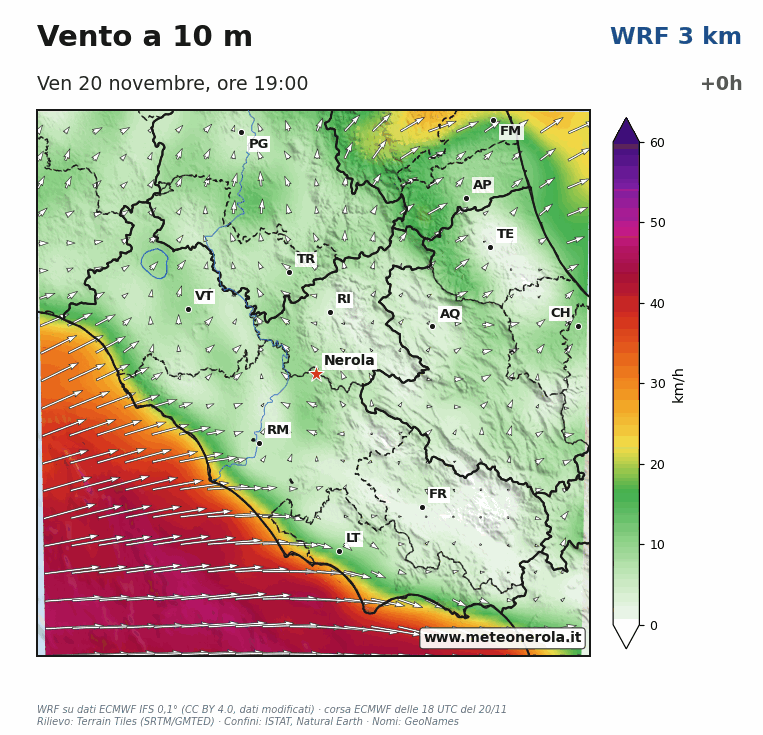 Vento a 10 m
WRF 3 km
Ven 20 novembre, ore 19:00
+0h
PG
FM
AP
TE
TR
VT
RI
AQ
CH
Nerola
RM
FR
LT
www.meteonerola.it
60
50
40
30
20
10
0
km/h
WRF su dati ECMWF IFS 0,1° (CC BY 4.0, dati modificati) · corsa ECMWF delle 18 UTC del 20/11
Rilievo: Terrain Tiles (SRTM/GMTED) · Confini: ISTAT, Natural Earth · Nomi: GeoNames